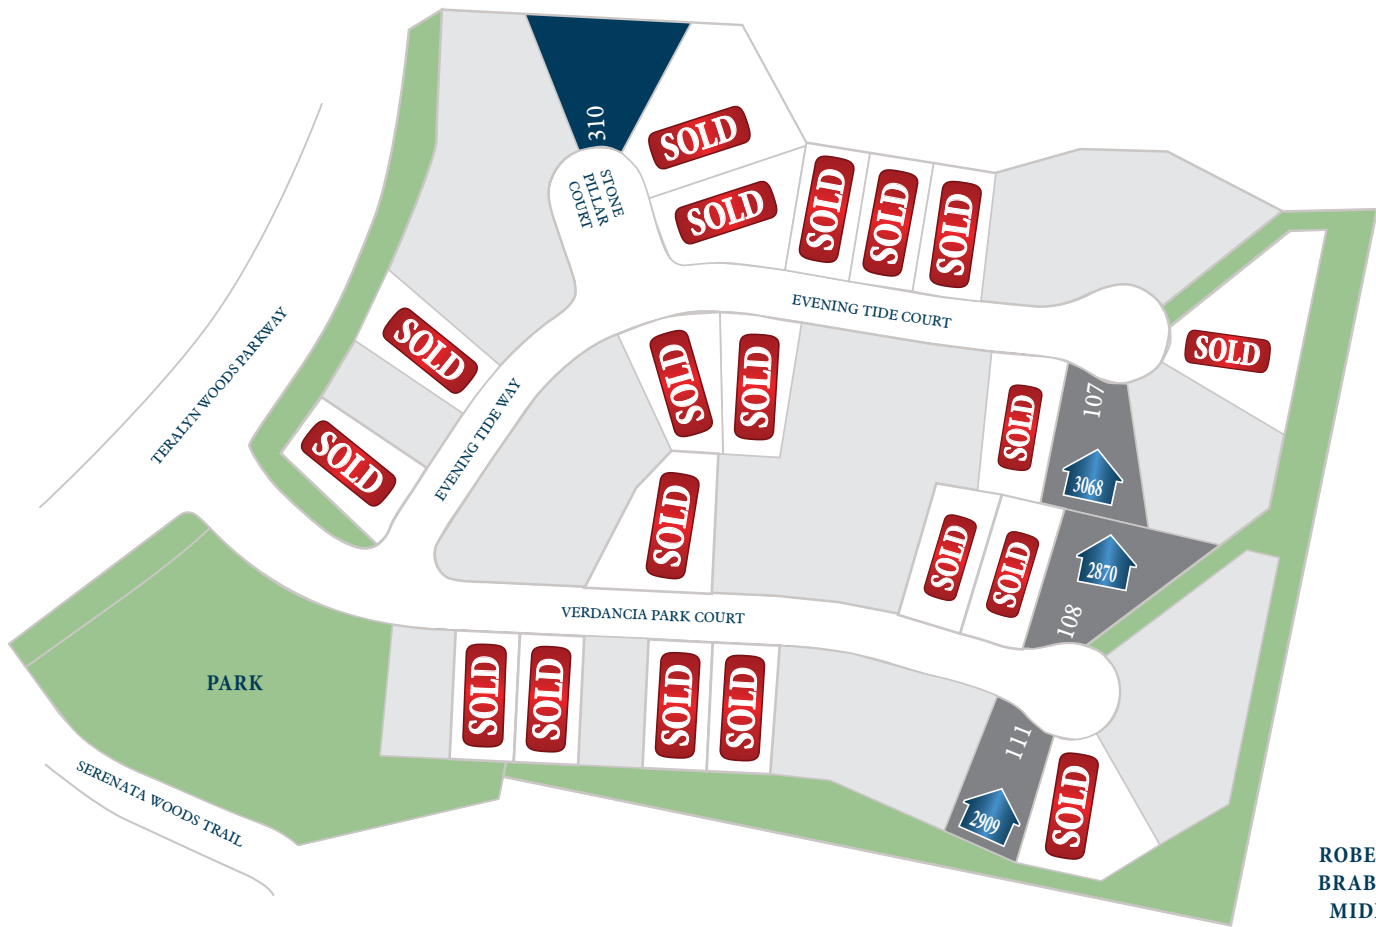 310
STONE
PILLAR
COURT
SOLD
SOLD
SOLD
SOLD
SOLD
EVENING TIDE COURT
SOLD
TERALYN WOODS PARKWAY
SOLD
SOLD
EVENING TIDE WAY
SOLD
SOLD
SOLD
SOLD
107
3068
SOLD
SOLD
2870
108
VERDANCIA PARK COURT
PARK
SOLD
SOLD
SOLD
SOLD
111
2909
SOLD
SERENATA WOODS TRAIL
ROBE
BRAB
MID